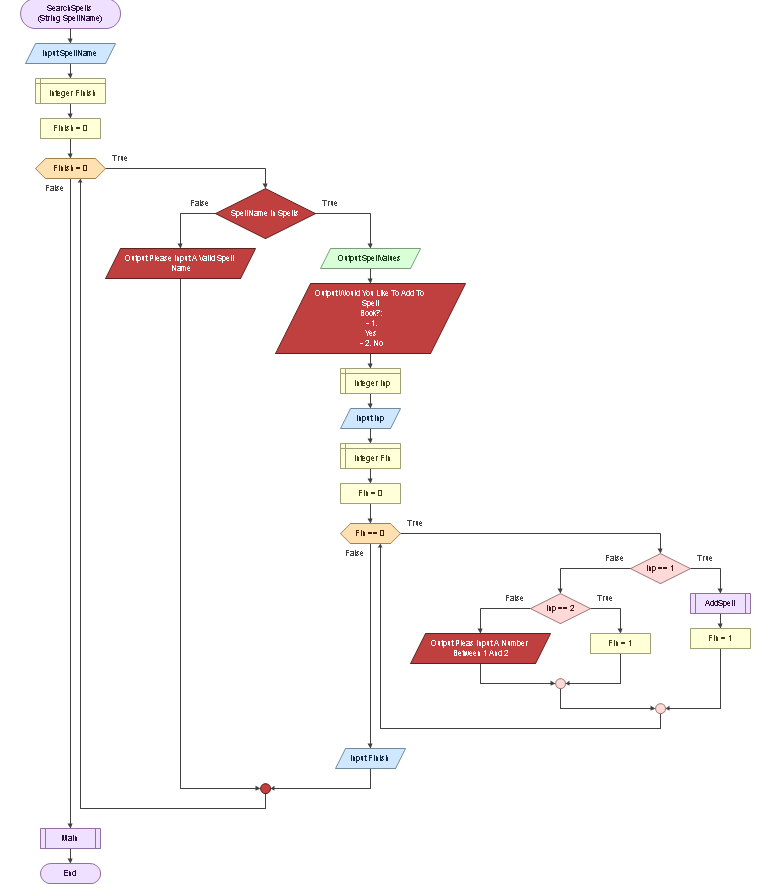 SearchSpells
(String SpellName)
Input SpellName
Integer Finish
Finish = 0
Finish = 0
True
False
SpellName In Spells
False
True
Output Please Input A Valid Spell
Name
Output SpellValues
Output Would You Like To Add To
Spell
Book?:
- 1.
Yes
- 2. No
Integer Inp
Input Inp
Integer Fin
Fin = 0
Fin == 0
True
False
Inp == 1
False
True
Inp == 2
False
True
AddSpell
Fin = 1
Output Pleas Input A Number
Between 1 And 2
Fin = 1
Input Finish
Main
End